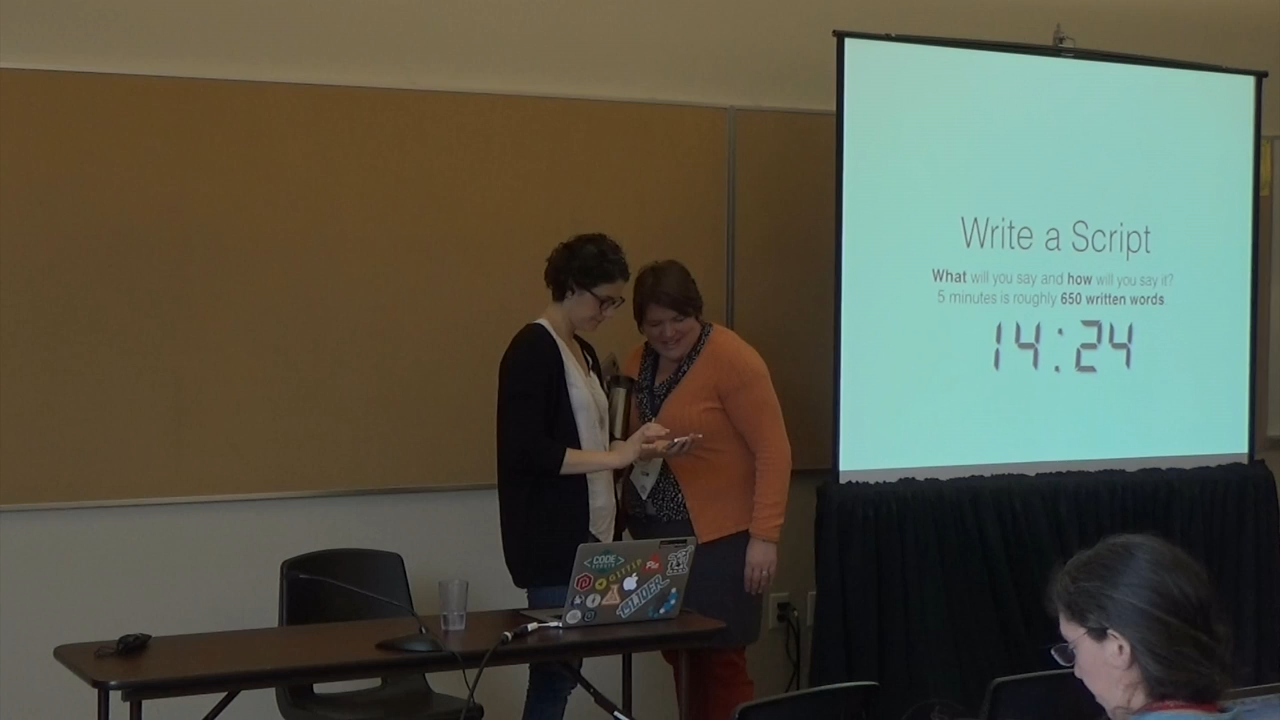 Write a Script
What will you say and how will you say it?
5 minutes is roughly 650 written words
14:24
CODE
GITTIP
SLIDER